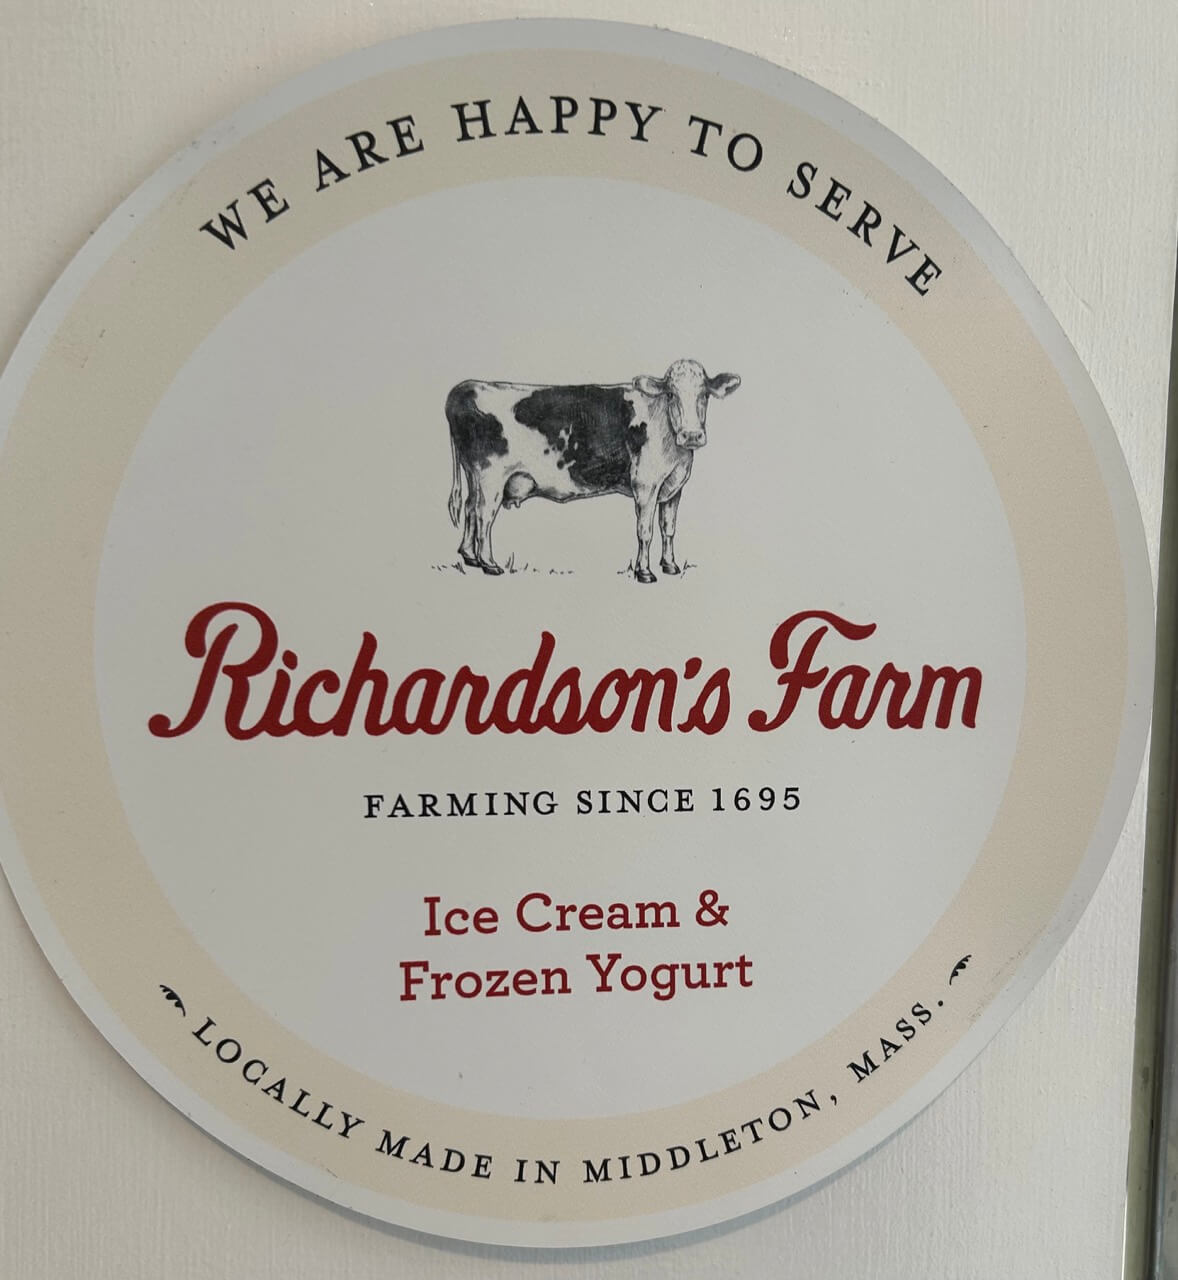 WE ARE HAPPY TO SERVE
Richardson's Farm
FARMING SINCE 1695
Ice Cream &
Frozen Yogurt
LOCALLY MADE IN MIDDLETON, MASS.